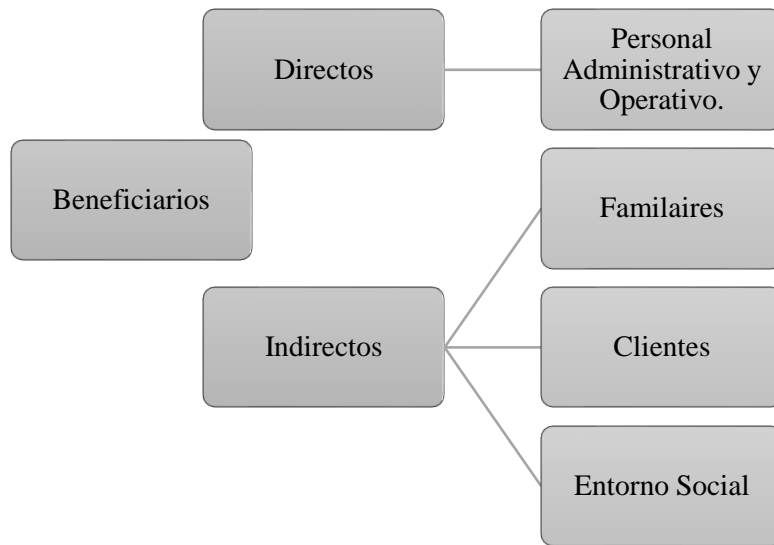 Beneficiarios
Directos
Personal
Administrativo y
Operativo.
Indirectos
Familaires
Clientes
Entorno Social